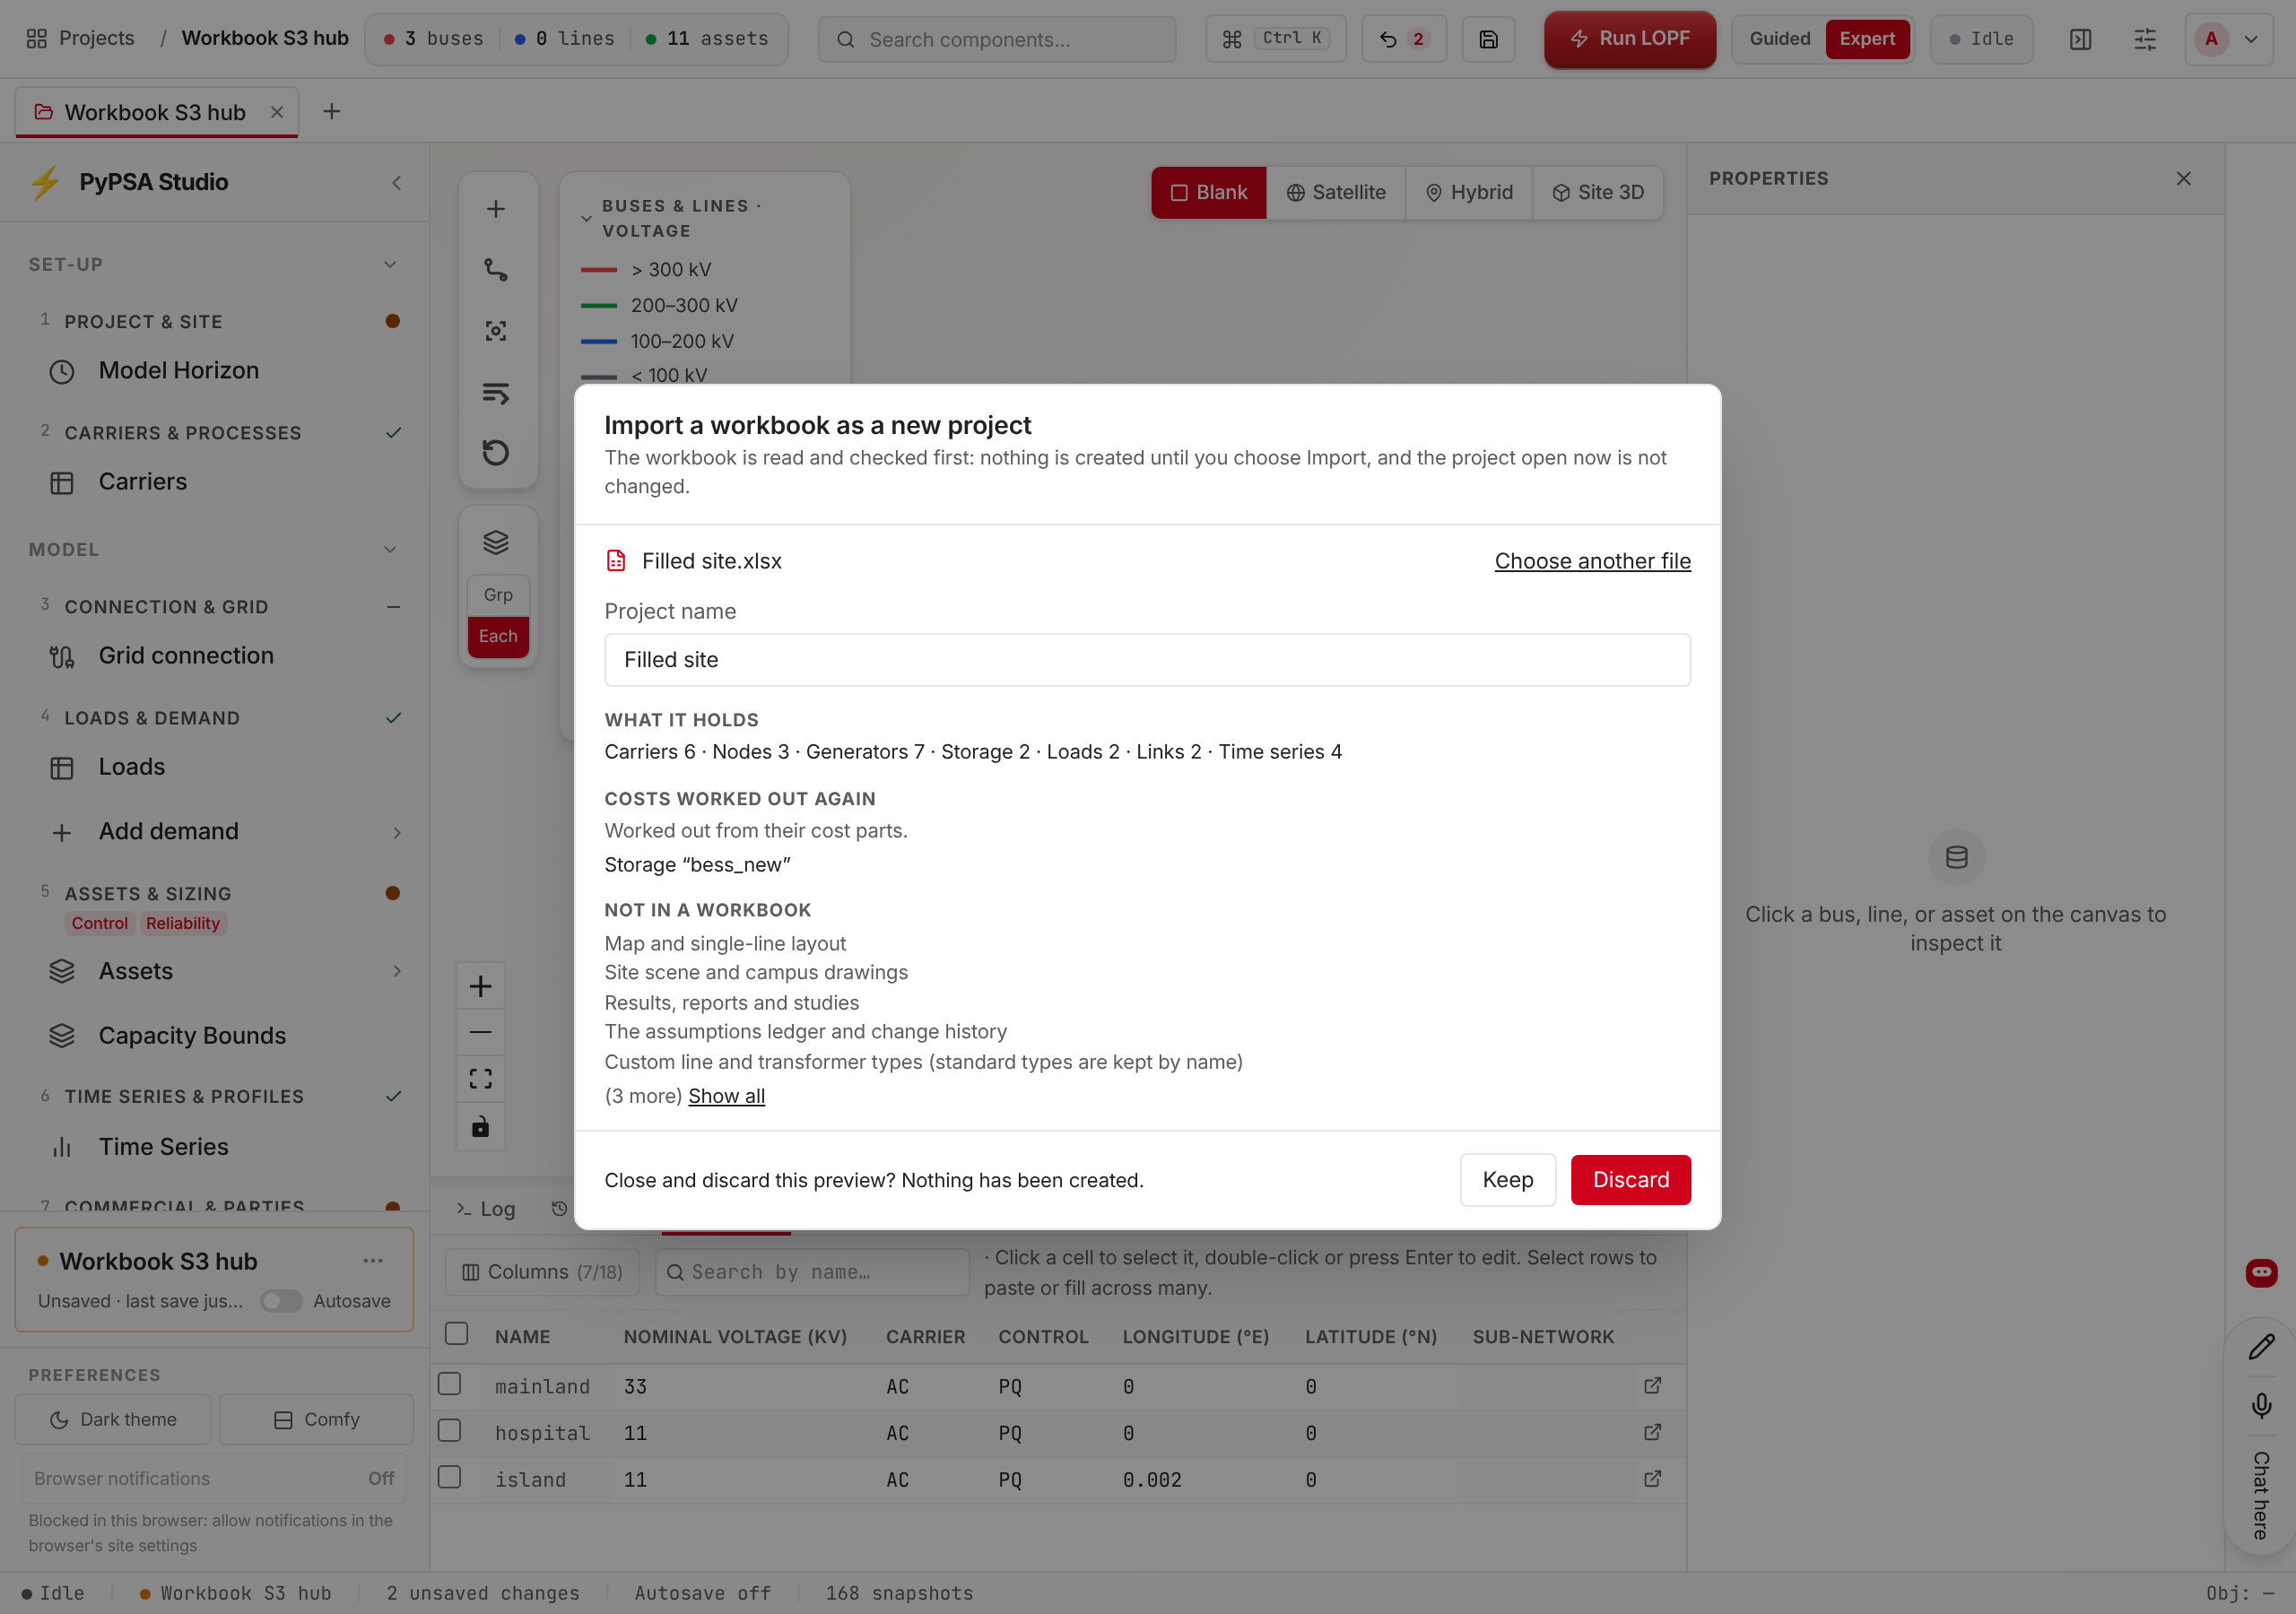 Projects / Workbook S3 hub
3 buses 0 lines 11 assets
Search components...
Ctrl K
2
Run LOPF
Guided Expert
Idle
A
Workbook S3 hub
PyPSA Studio
SET-UP
1 PROJECT & SITE
Model Horizon
2 CARRIERS & PROCESSES
Carriers
MODEL
3 CONNECTION & GRID
Grid connection
4 LOADS & DEMAND
Loads
Add demand
5 ASSETS & SIZING
Control Reliability
Assets
Capacity Bounds
6 TIME SERIES & PROFILES
Time Series
7 COMMERCIAL & PARTIES
Workbook S3 hub
Unsaved · last save jus... Autosave
PREFERENCES
Dark theme Comfy
Browser notifications Off
Blocked in this browser: allow notifications in the
browser's site settings
Grp
Each
BUSES & LINES ·
VOLTAGE
> 300 kV
200–300 kV
100–200 kV
< 100 kV
Blank Satellite Hybrid Site 3D
PROPERTIES
Click a bus, line, or asset on the canvas to
inspect it
Import a workbook as a new project
The workbook is read and checked first: nothing is created until you choose Import, and the project open now is not
changed.
Filled site.xlsx Choose another file
Project name
Filled site
WHAT IT HOLDS
Carriers 6 · Nodes 3 · Generators 7 · Storage 2 · Loads 2 · Links 2 · Time series 4
COSTS WORKED OUT AGAIN
Worked out from their cost parts.
Storage “bess_new”
NOT IN A WORKBOOK
Map and single-line layout
Site scene and campus drawings
Results, reports and studies
The assumptions ledger and change history
Custom line and transformer types (standard types are kept by name)
(3 more) Show all
Close and discard this preview? Nothing has been created.
Keep Discard
Log
Columns (7/18)
Search by name…
· Click a cell to select it, double-click or press Enter to edit. Select rows to
paste or fill across many.
NAME NOMINAL VOLTAGE (KV) CARRIER CONTROL LONGITUDE (°E) LATITUDE (°N) SUB-NETWORK
mainland 33 AC PQ 0 0
hospital 11 AC PQ 0 0
island 11 AC PQ 0.002 0
Chat here
Idle Workbook S3 hub 2 unsaved changes Autosave off 168 snapshots Obj: —